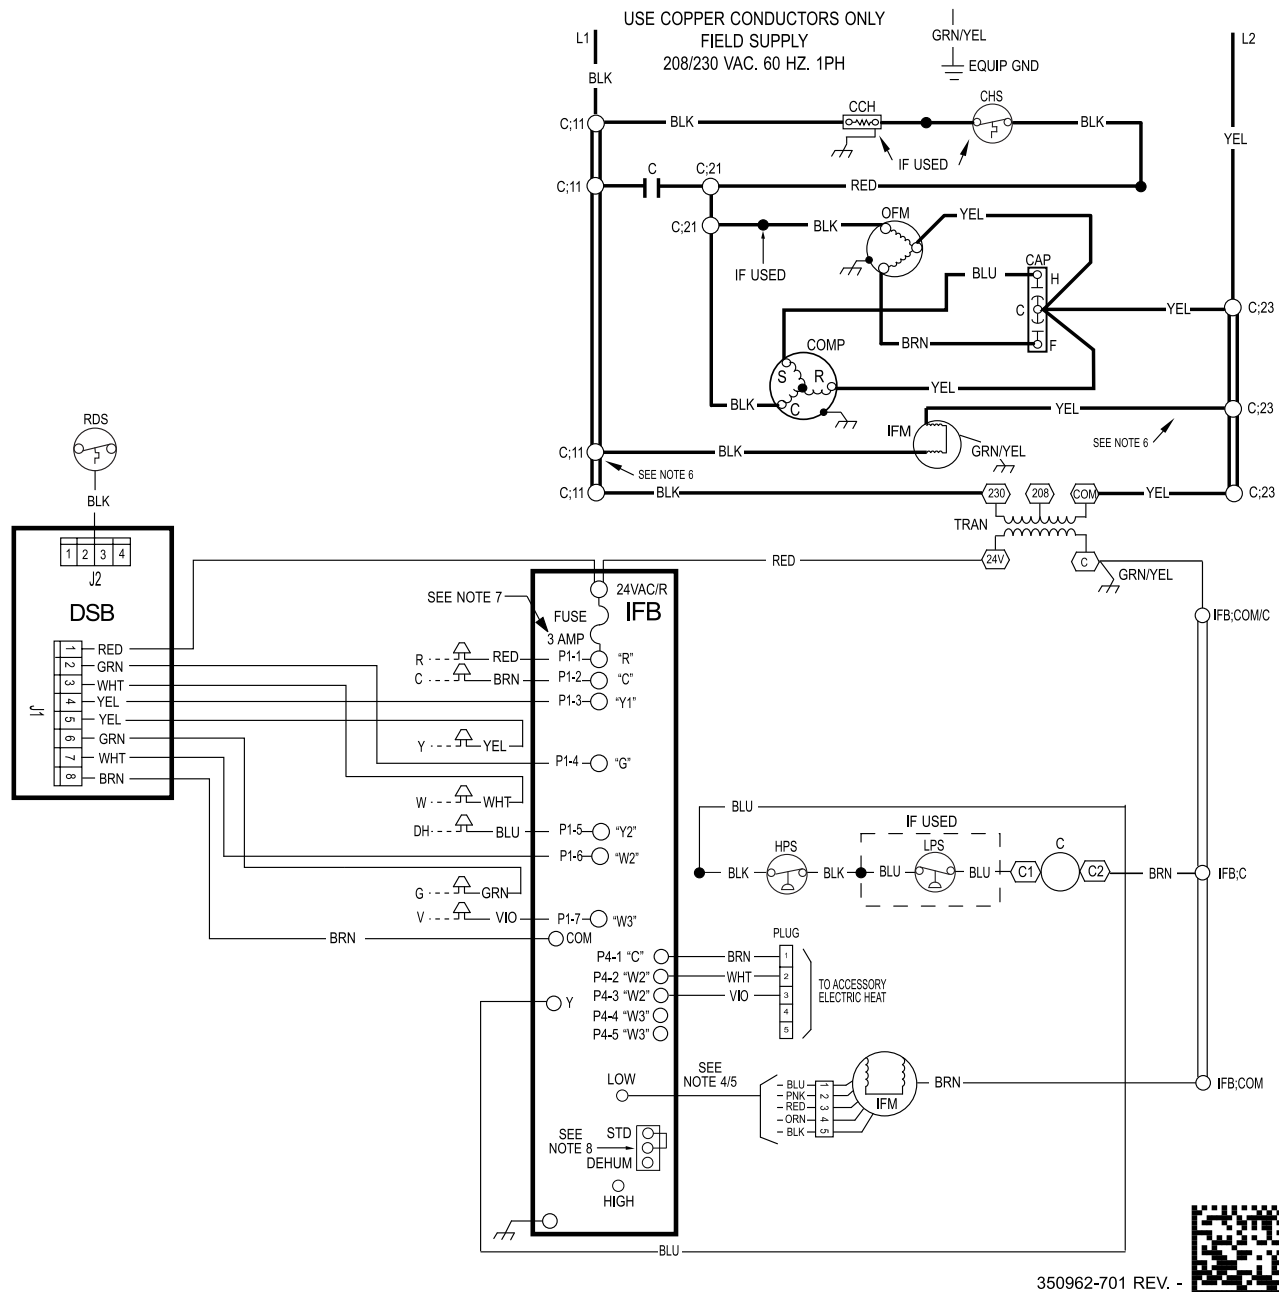 USE COPPER CONDUCTORS ONLY
FIELD SUPPLY
208/230 VAC. 60 HZ. 1PH
GRN/YEL
EQUIP GND
L1
L2
BLK
YEL
C;11
BLK
CCH
CHS
BLK
IF USED
C;11
C
C;21
RED
C;21
BLK
OFM
YEL
IF USED
BLU
CAP
H
C
F
YEL
C;23
BRN
COMP
S
R
C
YEL
BLK
YEL
C;23
IFM
GRN/YEL
SEE NOTE 6
C;11
BLK
SEE NOTE 6
C;11
BLK
230
208
COM
YEL
C;23
TRAN
24V
C
GRN/YEL
RED
RDS
BLK
1 2 3 4
J2
DSB
J1
1 RED
2 GRN
3 WHT
4 YEL
5 YEL
6 GRN
7 WHT
8 BRN
SEE NOTE 7
24VAC/R
FUSE
IFB
3 AMP
R RED P1-1 "R"
C BRN P1-2 "C"
P1-3 "Y1"
Y YEL
P1-4 "G"
W WHT
DH BLU P1-5 "Y2"
P1-6 "W2"
G GRN
V VIO P1-7 "W3"
BRN
COM
Y
P4-1 "C" BRN
P4-2 "W2" WHT
P4-3 "W2" VIO
P4-4 "W3"
P4-5 "W3"
PLUG
1
2
3
4
5
TO ACCESSORY
ELECTRIC HEAT
IFB;COM/C
BLU
IF USED
HPS
LPS
C
BLK
BLK
BLU
BLU
C1
C2
BRN
IFB;C
LOW
SEE
NOTE 4/5
BLU 1
PNK 2
RED 3
ORN 4
BLK 5
IFM
BRN
IFB;COM
SEE
NOTE 8
STD
DEHUM
HIGH
BLU
350962-701 REV. -